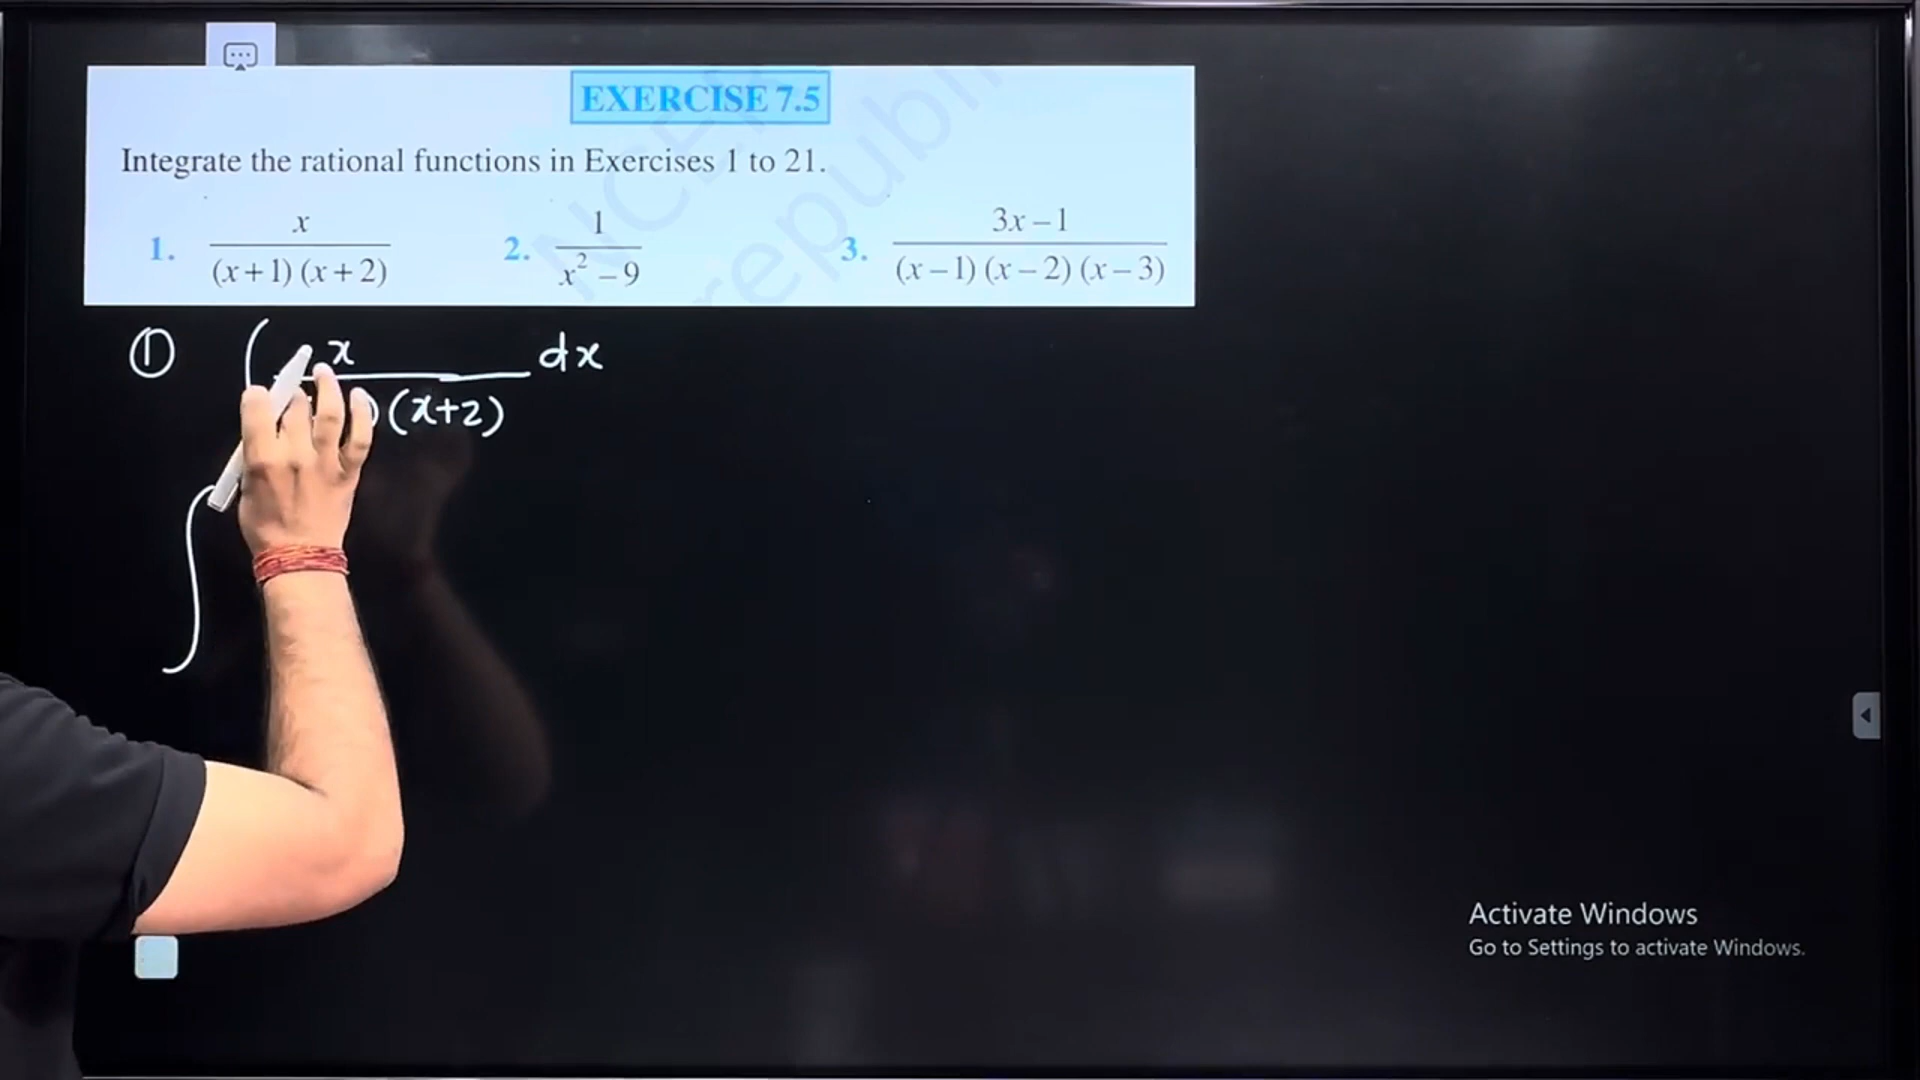 EXERCISE 7.5
Integrate the rational functions in Exercises 1 to 21.
1. x / (x+1) (x+2) 2. 1 / x² – 9 3. 3x – 1 / (x – 1) (x – 2) (x – 3)
① x dx
) (x+2)
∫
Activate Windows
Go to Settings to activate Windows.